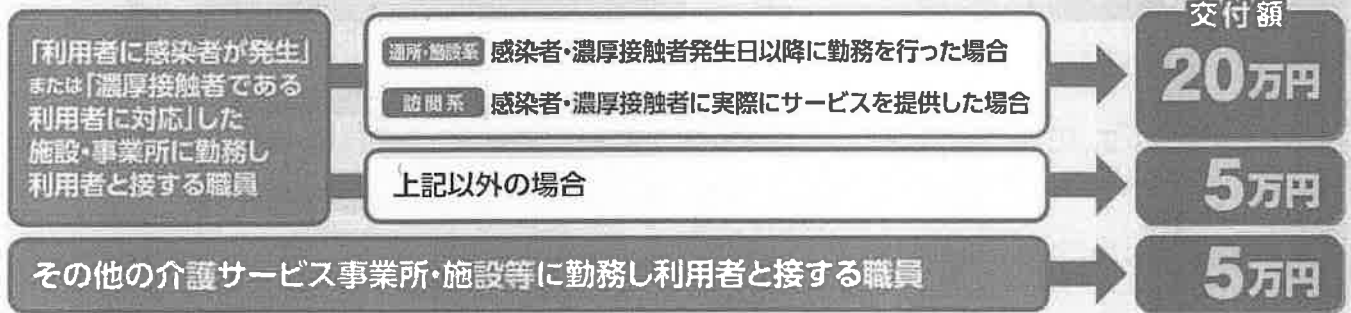 交付額
「利用者に感染者が発生」
または「濃厚接触者である
利用者に対応」した
施設・事業所に勤務し
利用者と接する職員
通所・施設系 感染者・濃厚接触者発生日以降に勤務を行った場合
訪問系 感染者・濃厚接触者に実際にサービスを提供した場合
20万円
上記以外の場合
5万円
その他の介護サービス事業所・施設等に勤務し利用者と接する職員
5万円